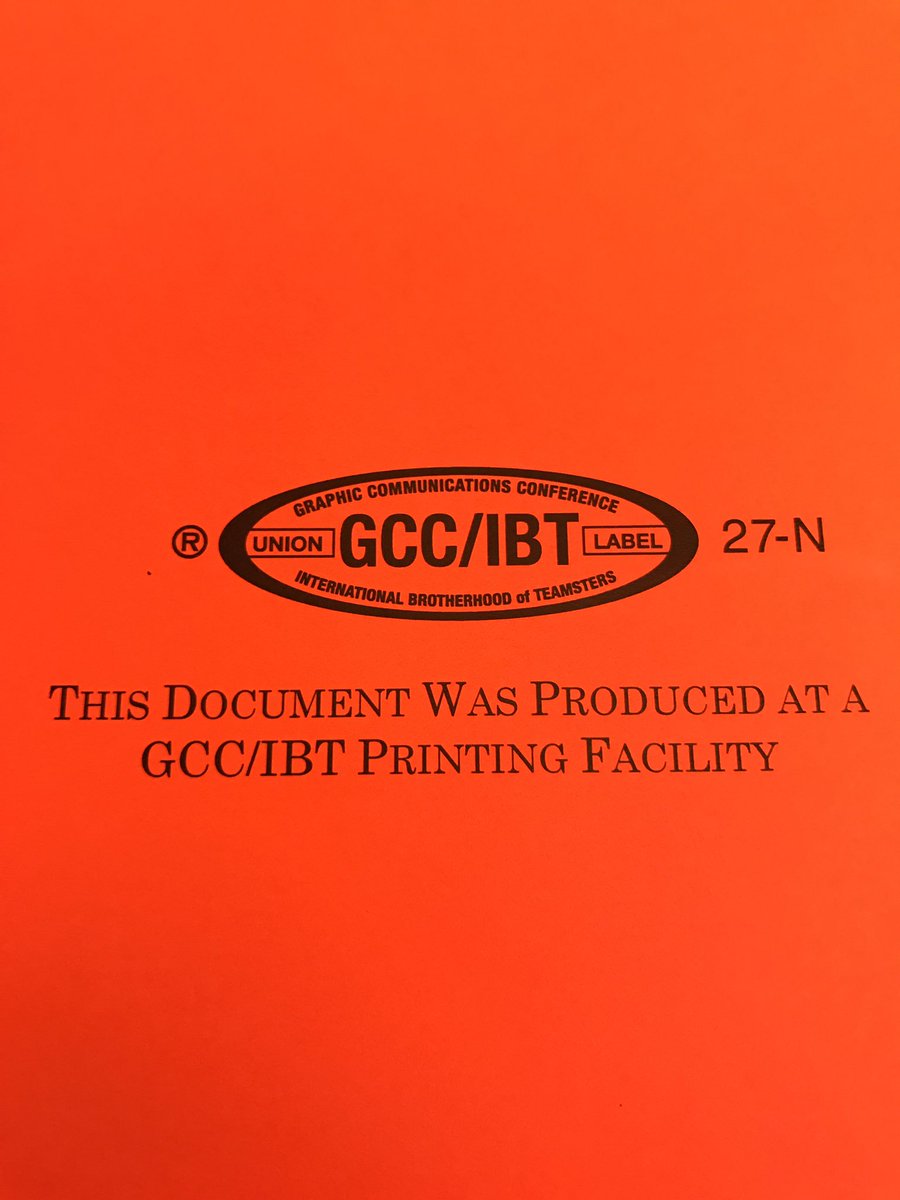 GRAPHIC COMMUNICATIONS CONFERENCE
® UNION GCC/IBT LABEL 27-N
INTERNATIONAL BROTHERHOOD of TEAMSTERS
THIS DOCUMENT WAS PRODUCED AT A
GCC/IBT PRINTING FACILITY